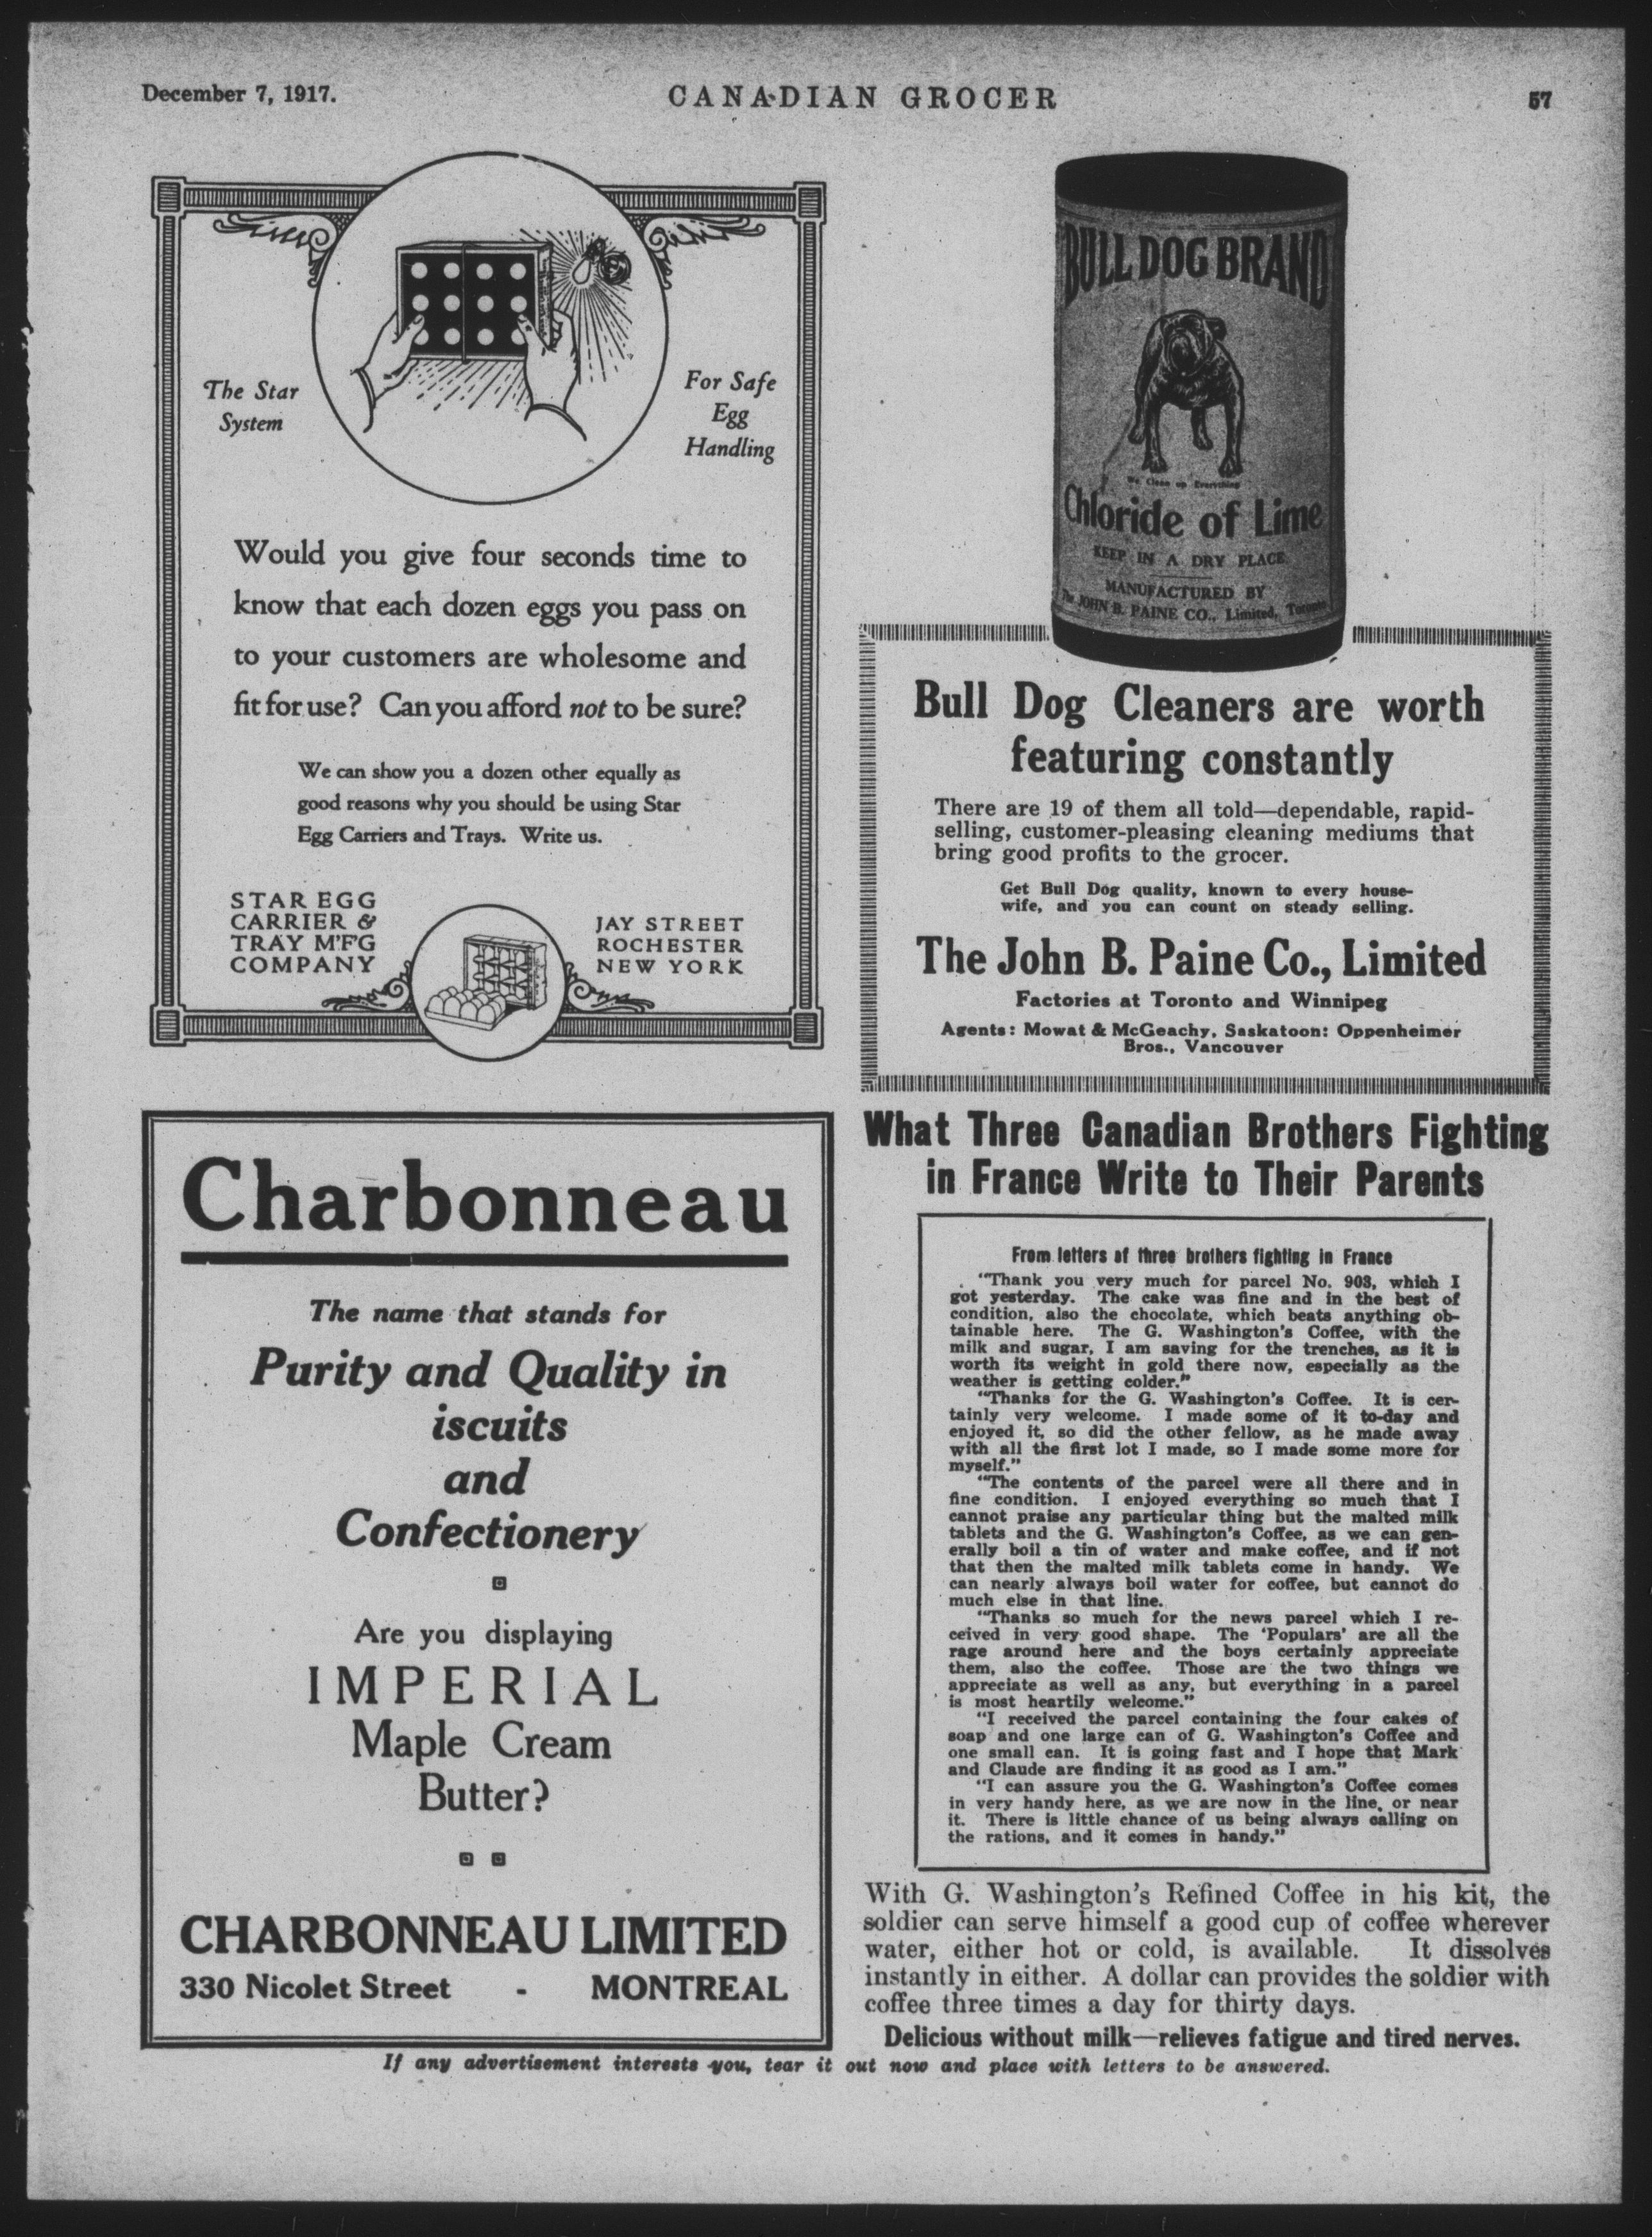 December 7, 1917.
CANADIAN GROCER
57
The Star
System
For Safe
Egg
Handling
Would you give four seconds time to
know that each dozen eggs you pass on
to your customers are wholesome and
fit for use? Can you afford not to be sure?
We can show you a dozen other equally as
good reasons why you should be using Star
Egg Carriers and Trays. Write us.
STAR EGG
CARRIER &
TRAY M'F'G
COMPANY
JAY STREET
ROCHESTER
NEW YORK
BULL DOG BRAND
We Clean up Everything
Chloride of Lime
KEEP IN A DRY PLACE
MANUFACTURED BY
The JOHN B. PAINE CO., Limited, Toronto
Bull Dog Cleaners are worth
featuring constantly
There are 19 of them all told—dependable, rapid-
selling, customer-pleasing cleaning mediums that
bring good profits to the grocer.
Get Bull Dog quality, known to every house-
wife, and you can count on steady selling.
The John B. Paine Co., Limited
Factories at Toronto and Winnipeg
Agents: Mowat & McGeachy, Saskatoon: Oppenheimer
Bros., Vancouver
Charbonneau
The name that stands for
Purity and Quality in
iscuits
and
Confectionery
Are you displaying
IMPERIAL
Maple Cream
Butter?
CHARBONNEAU LIMITED
330 Nicolet Street - MONTREAL
What Three Canadian Brothers Fighting
in France Write to Their Parents
From letters of three brothers fighting in France
"Thank you very much for parcel No. 903, which I
got yesterday. The cake was fine and in the best of
condition, also the chocolate, which beats anything ob-
tainable here. The G. Washington's Coffee, with the
milk and sugar, I am saving for the trenches, as it is
worth its weight in gold there now, especially as the
weather is getting colder."
"Thanks for the G. Washington's Coffee. It is cer-
tainly very welcome. I made some of it to-day and
enjoyed it, so did the other fellow, as he made away
with all the first lot I made, so I made some more for
myself."
"The contents of the parcel were all there and in
fine condition. I enjoyed everything so much that I
cannot praise any particular thing but the malted milk
tablets and the G. Washington's Coffee, as we can gen-
erally boil a tin of water and make coffee, and if not
that then the malted milk tablets come in handy. We
can nearly always boil water for coffee, but cannot do
much else in that line.
"Thanks so much for the news parcel which I re-
ceived in very good shape. The 'Populars' are all the
rage around here and the boys certainly appreciate
them, also the coffee. Those are the two things we
appreciate as well as any, but everything in a parcel
is most heartily welcome."
"I received the parcel containing the four cakes of
soap and one large can of G. Washington's Coffee and
one small can. It is going fast and I hope that Mark
and Claude are finding it as good as I am."
"I can assure you the G. Washington's Coffee comes
in very handy here, as we are now in the line, or near
it. There is little chance of us being always calling on
the rations, and it comes in handy."
With G. Washington's Refined Coffee in his kit, the
soldier can serve himself a good cup of coffee wherever
water, either hot or cold, is available. It dissolves
instantly in either. A dollar can provides the soldier with
coffee three times a day for thirty days.
Delicious without milk—relieves fatigue and tired nerves.
If any advertisement interests you, tear it out now and place with letters to be answered.